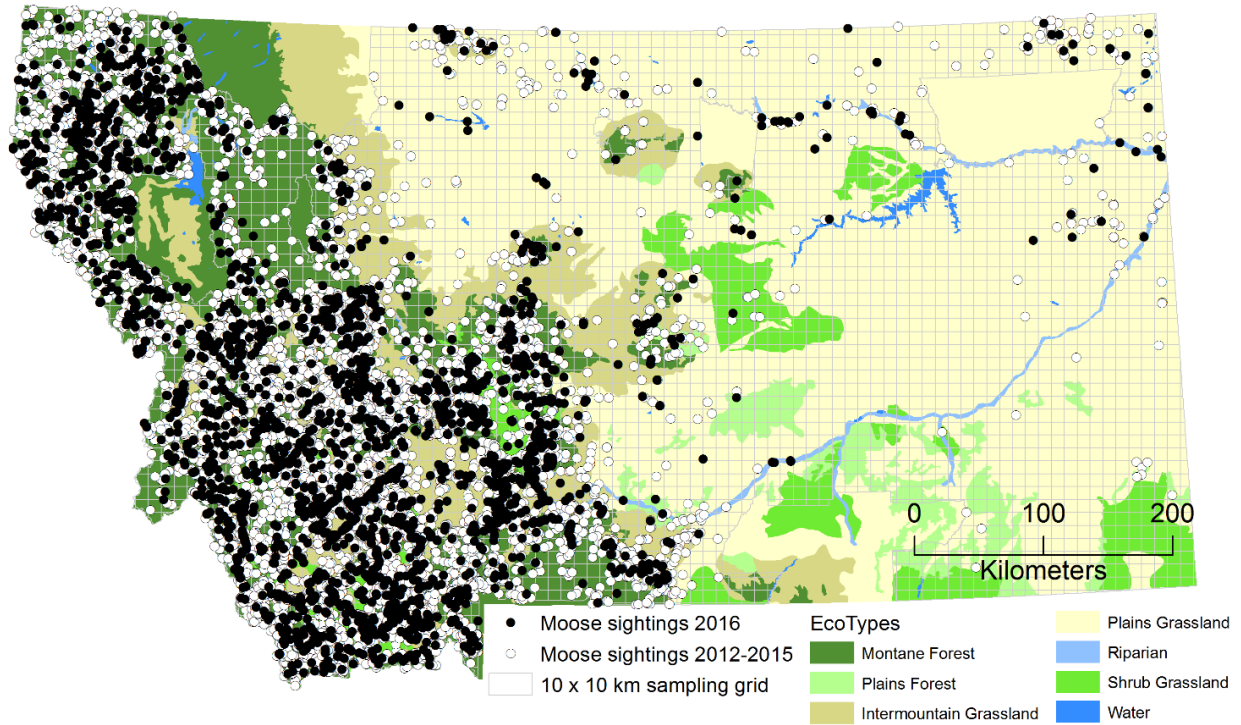 0 100 200
Kilometers
Moose sightings 2016
Moose sightings 2012-2015
10 x 10 km sampling grid
EcoTypes
Montane Forest
Plains Forest
Intermountain Grassland
Plains Grassland
Riparian
Shrub Grassland
Water